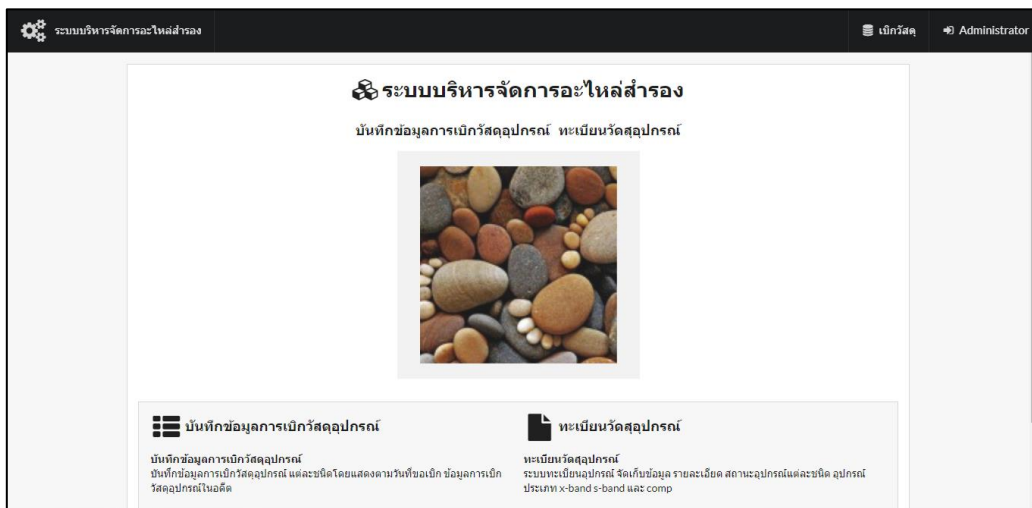 ระบบบริหารจัดการอะไหล่สำรอง
เบิกวัสดุ
Administrator
ระบบบริหารจัดการอะไหล่สำรอง
บันทึกข้อมูลการเบิกวัสดุอุปกรณ์ ทะเบียนวัดสุอุปกรณ์
บันทึกข้อมูลการเบิกวัสดุอุปกรณ์
บันทึกข้อมูลการเบิกวัสดุอุปกรณ์
บันทึกข้อมูลการเบิกวัสดุอุปกรณ์ แต่ละชนิดโดยแสดงตามวันที่ขอเบิก ข้อมูลการเบิก
วัสดุอุปกรณ์ในอดีต
ทะเบียนวัดสุอุปกรณ์
ทะเบียนวัดสุอุปกรณ์
ระบบทะเบียนอุปกรณ์ จัดเก็บข้อมูล รายละเอียด สถานะอุปกรณ์แต่ละชนิด อุปกรณ์
ประเภท x-band s-band และ comp